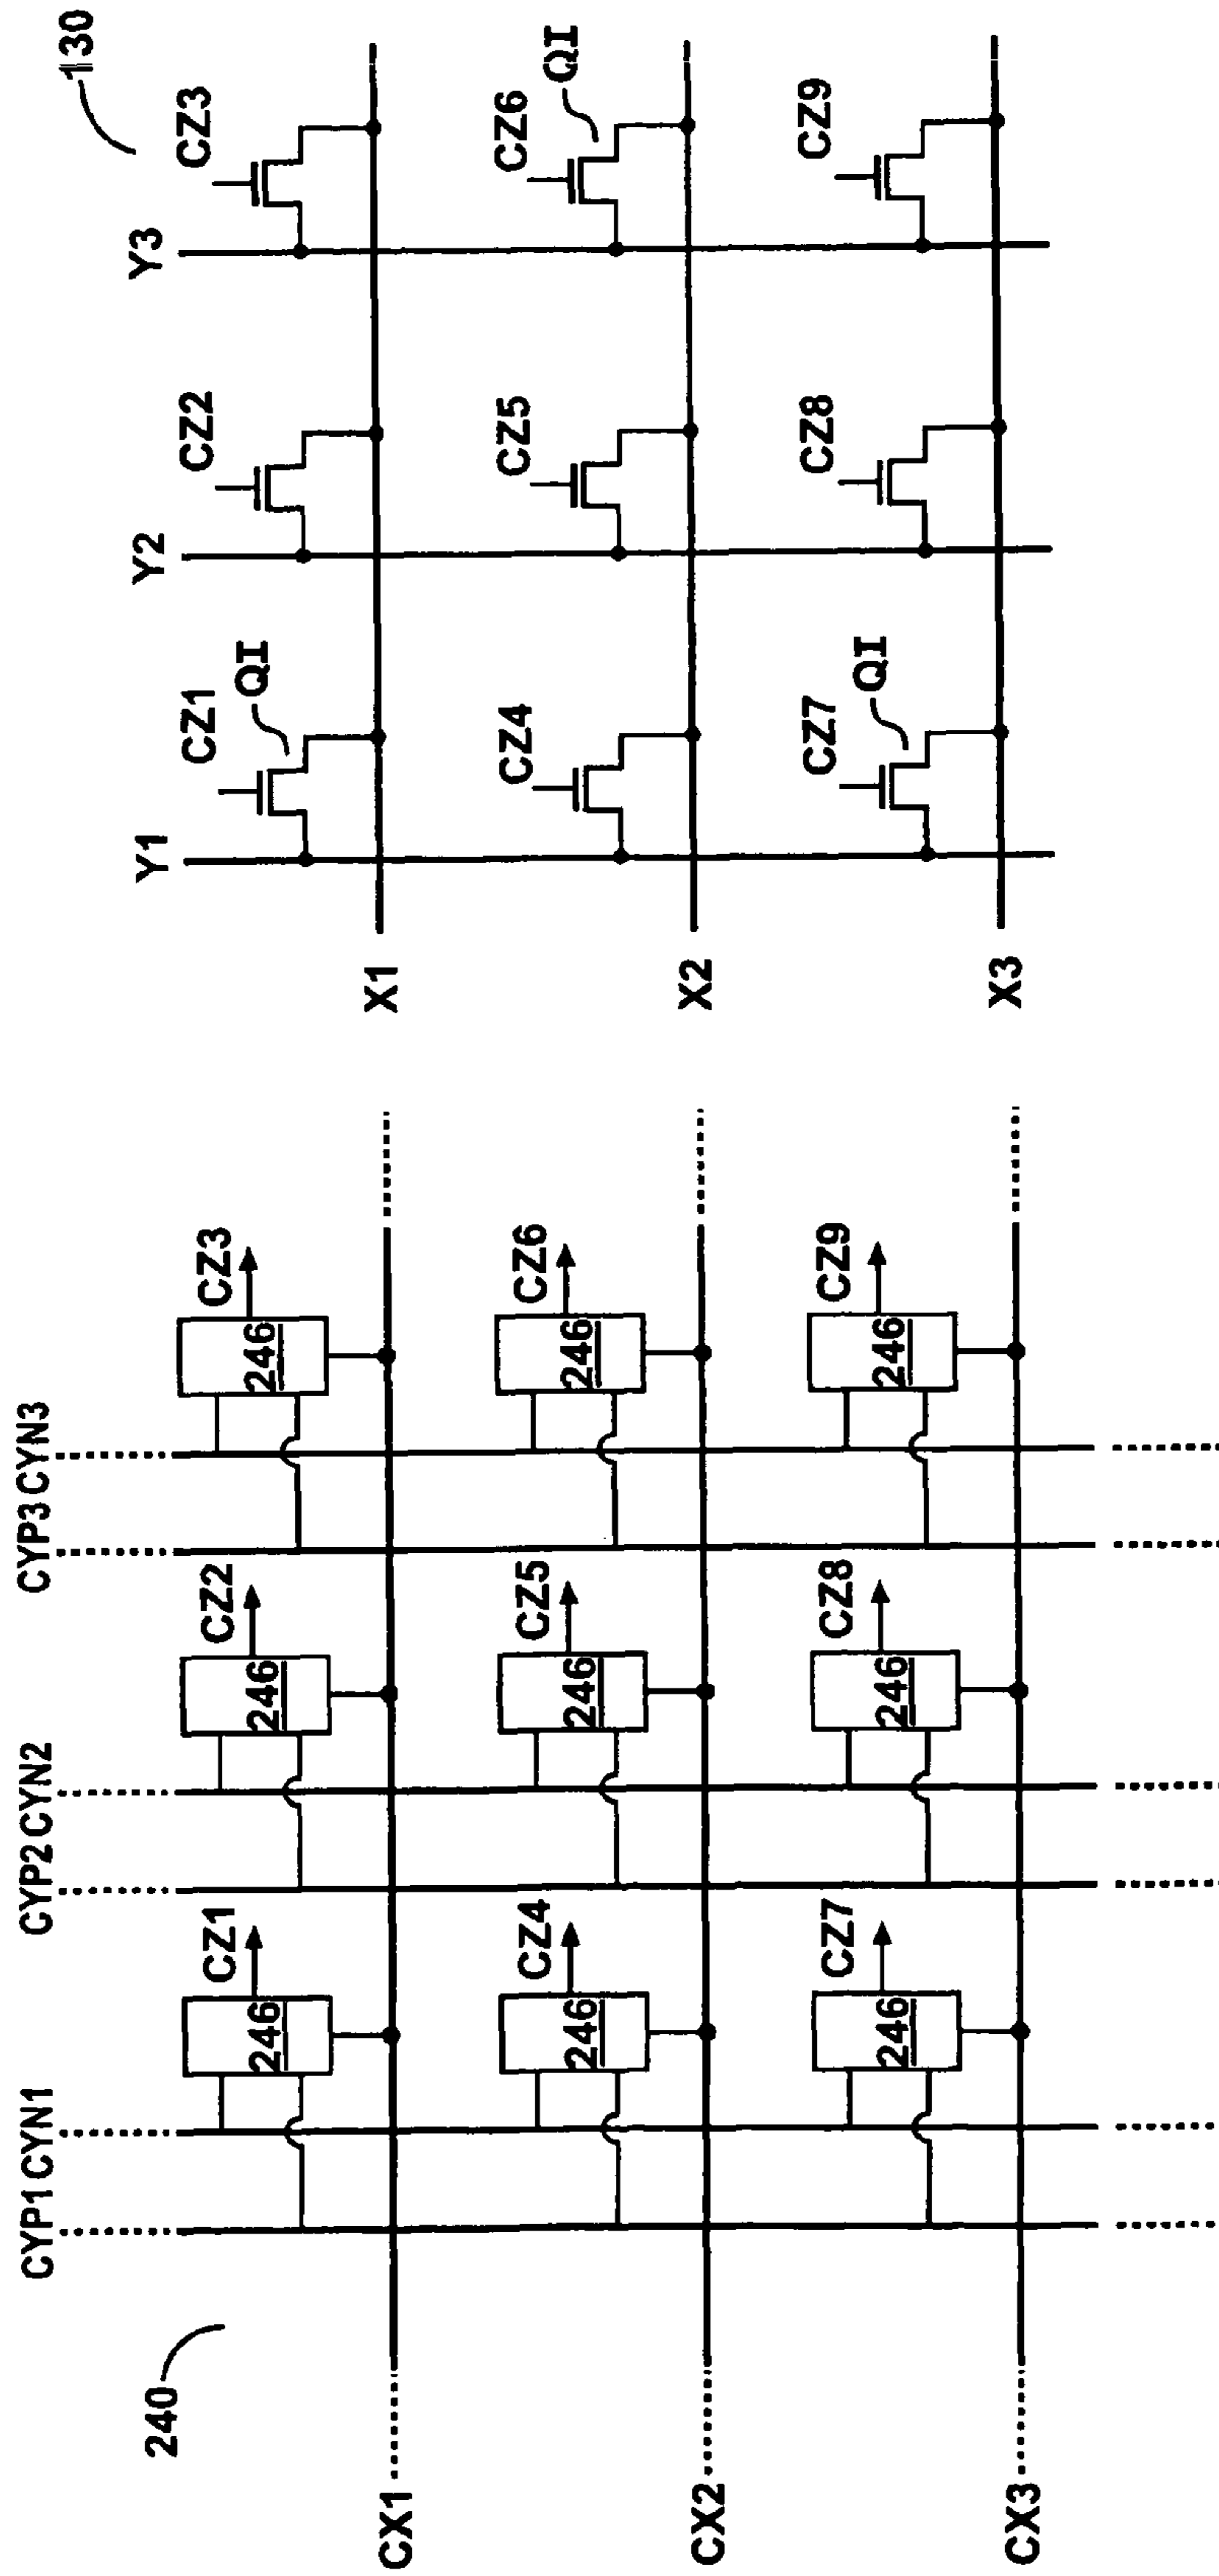 240
CYP1 CYN1 CYP2 CYN2 CYP3 CYN3
CZ1 CZ2 CZ3
246 246 246
CX1
CZ4 CZ5 CZ6
246 246 246
CX2
CZ7 CZ8 CZ9
246 246 246
CX3
130
Y1 Y2 Y3
CZ1 CZ2 CZ3
QI
X1
CZ4 CZ5 CZ6
QI
X2
CZ7 CZ8 CZ9
QI
X3